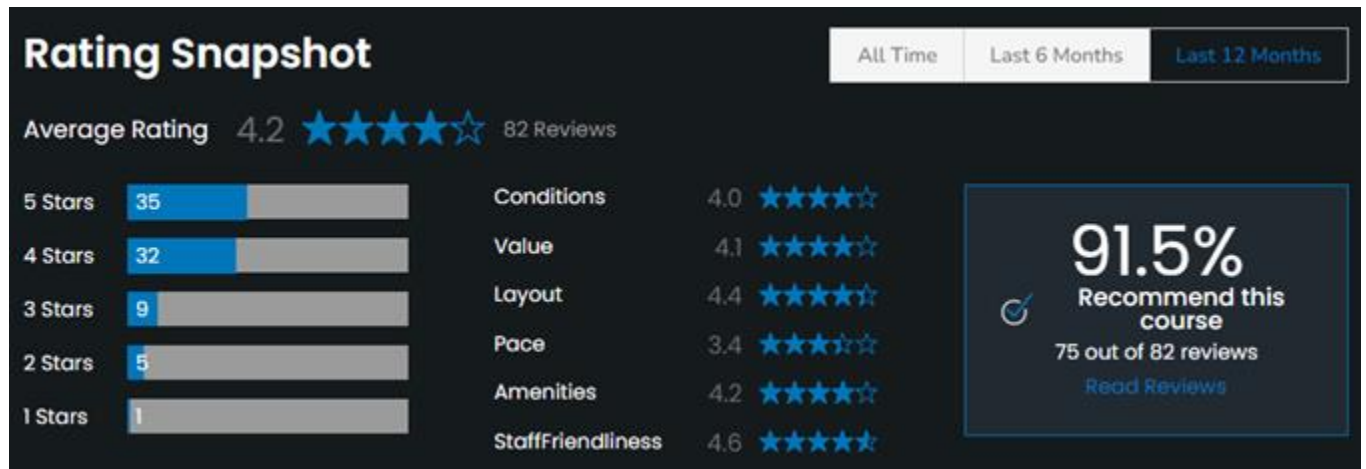 Rating Snapshot
All Time Last 6 Months Last 12 Months
Average Rating 4.2 82 Reviews
5 Stars 35
4 Stars 32
3 Stars 9
2 Stars 5
1 Stars 1
Conditions 4.0
Value 4.1
Layout 4.4
Pace 3.4
Amenities 4.2
StaffFriendliness 4.6
91.5%
Recommend this
course
75 out of 82 reviews
Read Reviews